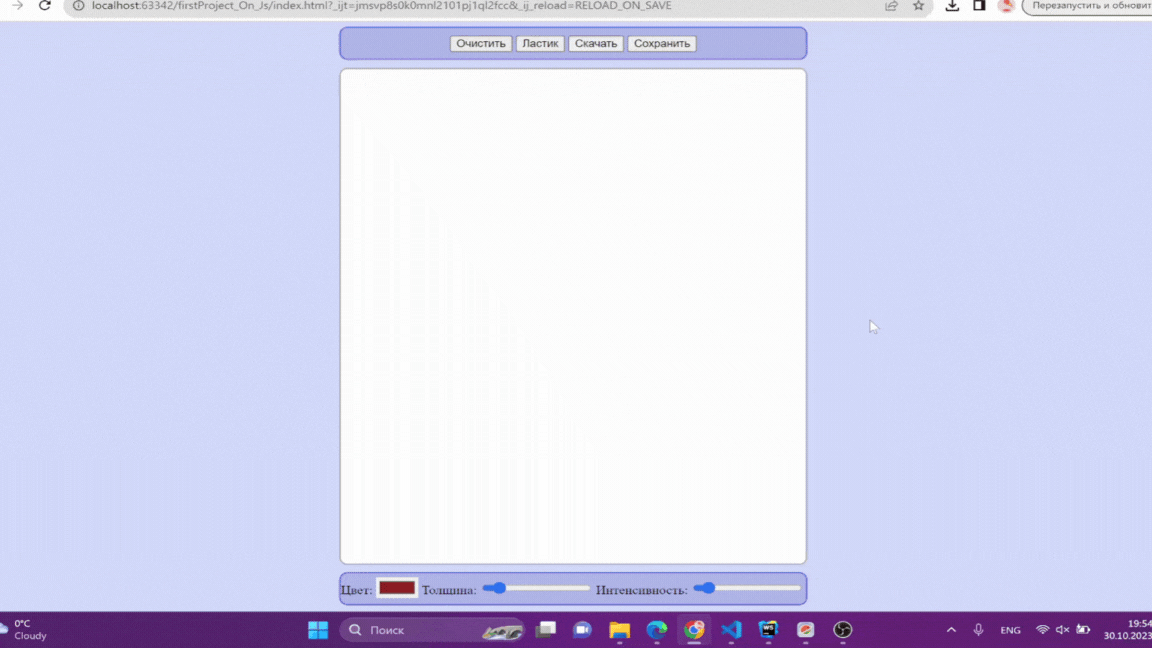 localhost:63342/firstProject_On_Js/index.html?_ijt=jmsvp8s0k0mnl2101pj1ql2fcc&_ij_reload=RELOAD_ON_SAVE
Перезапустить и обновит
Очистить Ластик Скачать Сохранить
Цвет: Толщина: Интенсивность:
0°C
Cloudy
Поиск
WS
ENG
19:54
30.10.2023